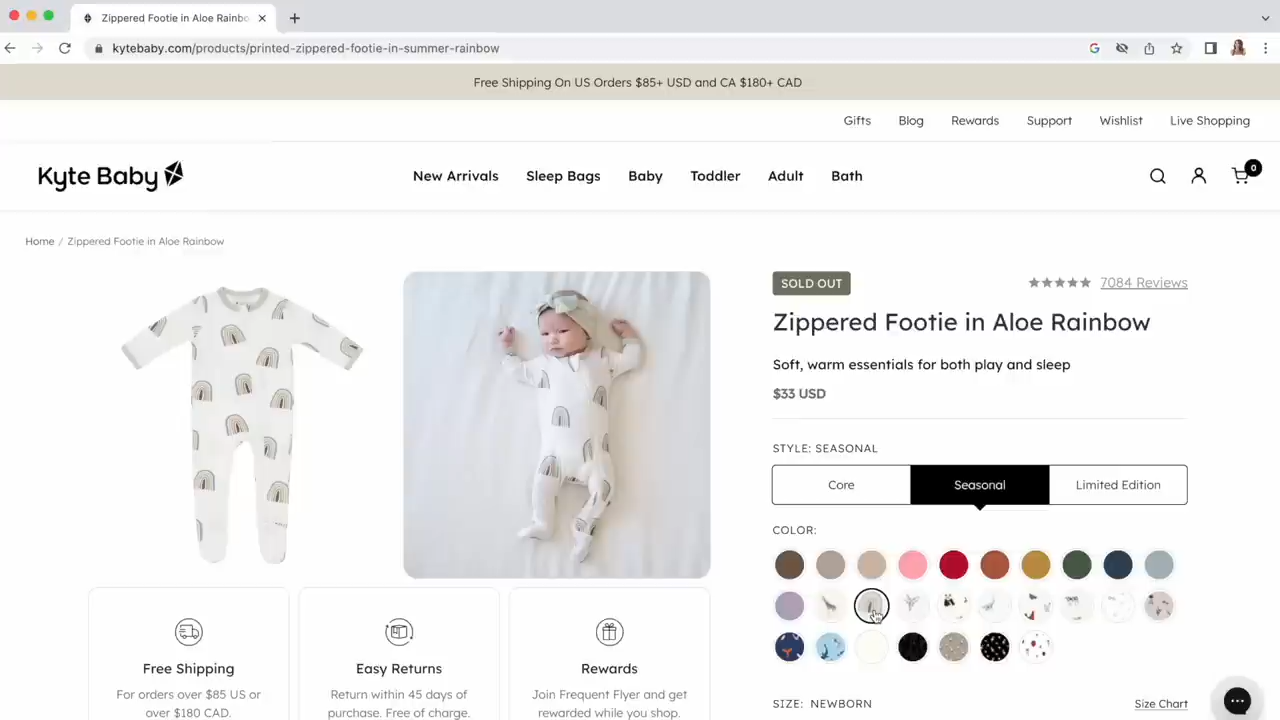 Zippered Footie in Aloe Rainbo
kytebaby.com/products/printed-zippered-footie-in-summer-rainbow
Free Shipping On US Orders $85+ USD and CA $180+ CAD
Gifts Blog Rewards Support Wishlist Live Shopping
Kyte Baby New Arrivals Sleep Bags Baby Toddler Adult Bath 0
Home / Zippered Footie in Aloe Rainbow
SOLD OUT 7084 Reviews
Zippered Footie in Aloe Rainbow
Soft, warm essentials for both play and sleep
$33 USD
STYLE: SEASONAL
Core Seasonal Limited Edition
COLOR:
Free Shipping
For orders over $85 US or
over $180 CAD.
Easy Returns
Return within 45 days of
purchase. Free of charge.
Rewards
Join Frequent Flyer and get
rewarded while you shop.
SIZE: NEWBORN Size Chart